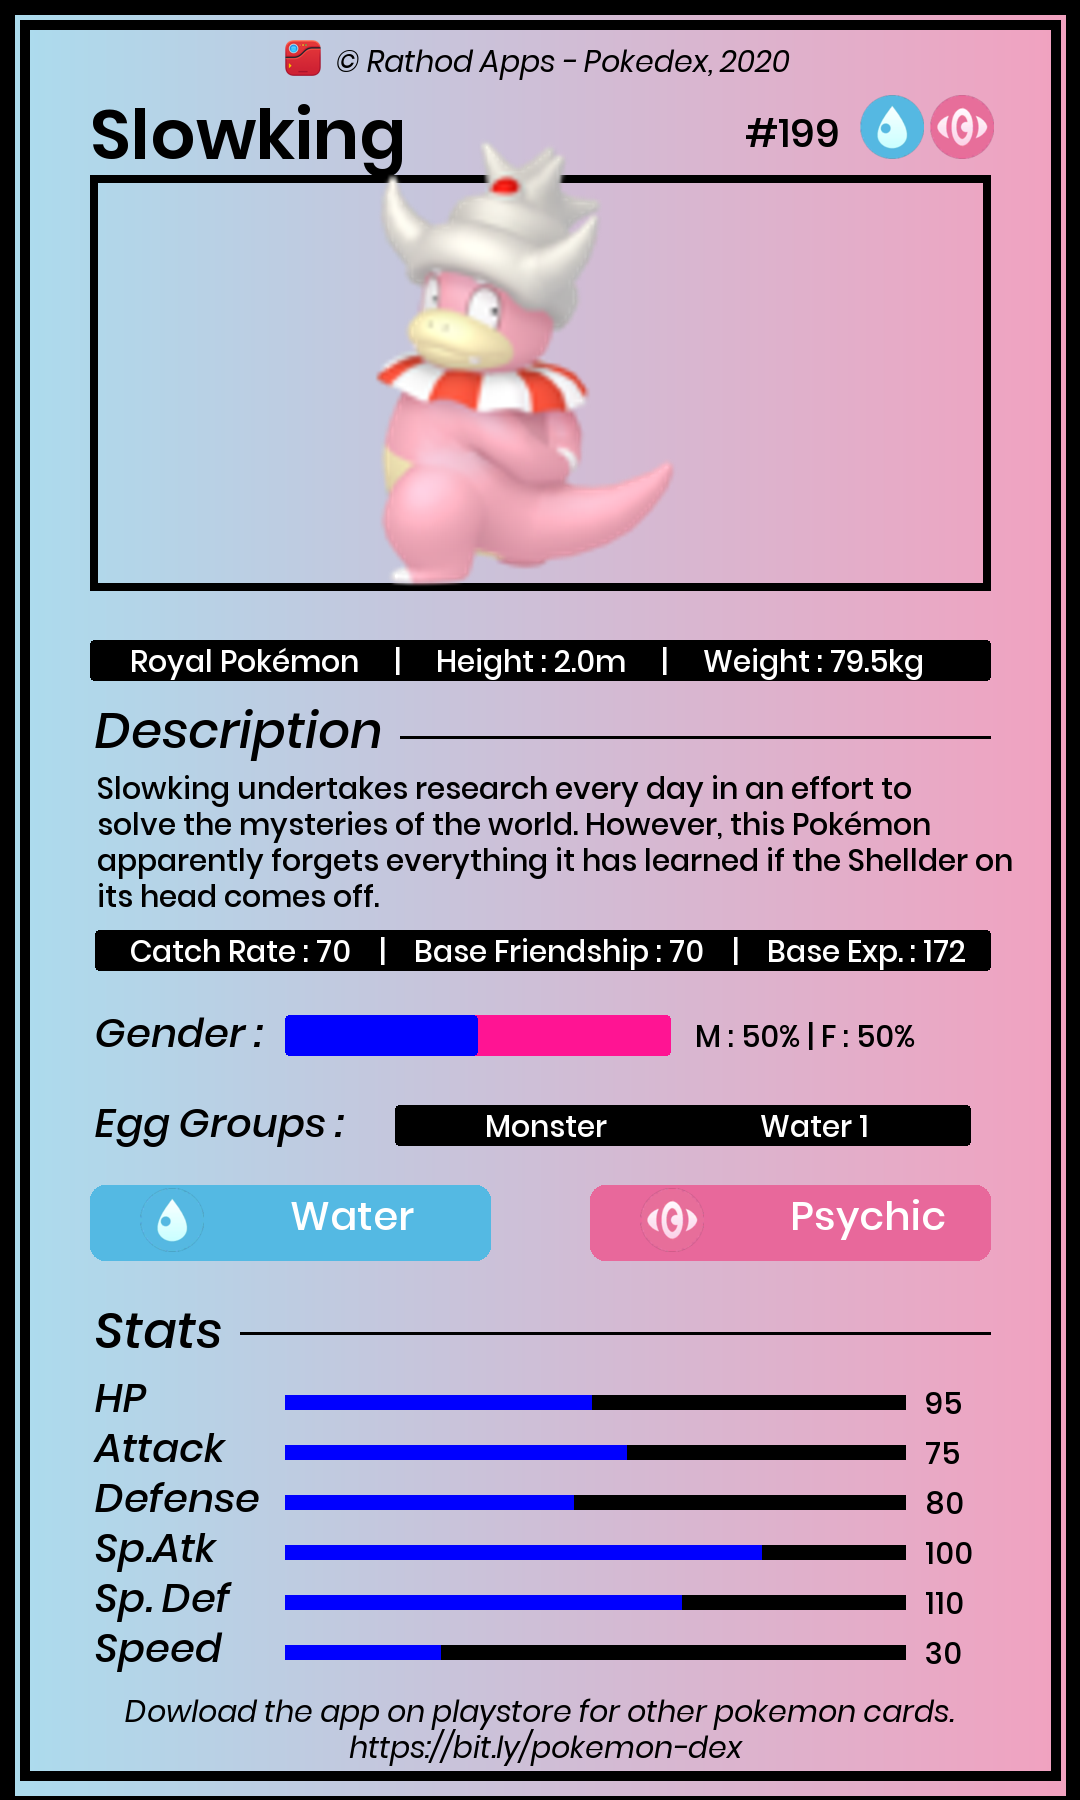 © Rathod Apps - Pokedex, 2020
Slowking #199
Royal Pokémon | Height : 2.0m | Weight : 79.5kg
Description
Slowking undertakes research every day in an effort to
solve the mysteries of the world. However, this Pokémon
apparently forgets everything it has learned if the Shellder on
its head comes off.
Catch Rate : 70 | Base Friendship : 70 | Base Exp. : 172
Gender : M : 50% | F : 50%
Egg Groups : Monster Water 1
Water Psychic
Stats
HP 95
Attack 75
Defense 80
Sp.Atk 100
Sp. Def 110
Speed 30
Dowload the app on playstore for other pokemon cards.
https://bit.ly/pokemon-dex